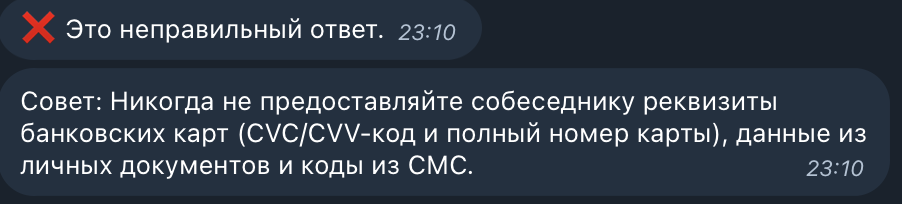 ❌ Это неправильный ответ. 23:10
Совет: Никогда не предоставляйте собеседнику реквизиты
банковских карт (CVC/CVV-код и полный номер карты), данные из
личных документов и коды из СМС. 23:10